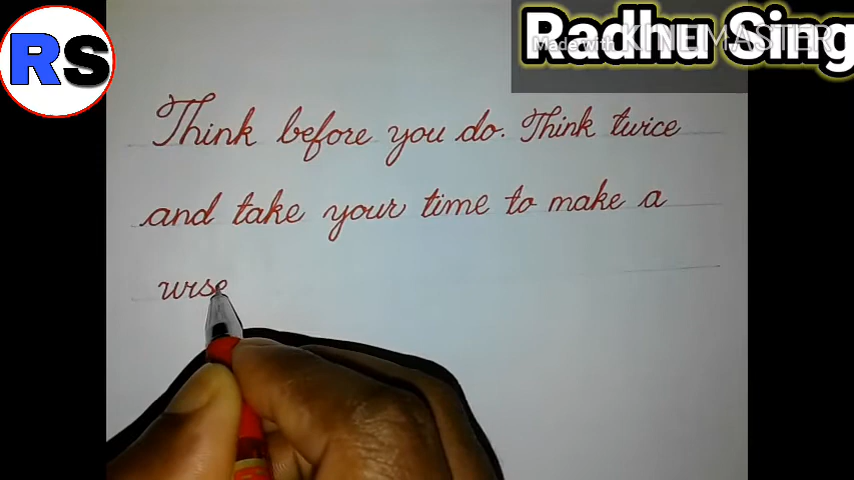 RS
Radhu Sing
Made with KINEMASTER
Think before you do. Think twice
and take your time to make a
wise